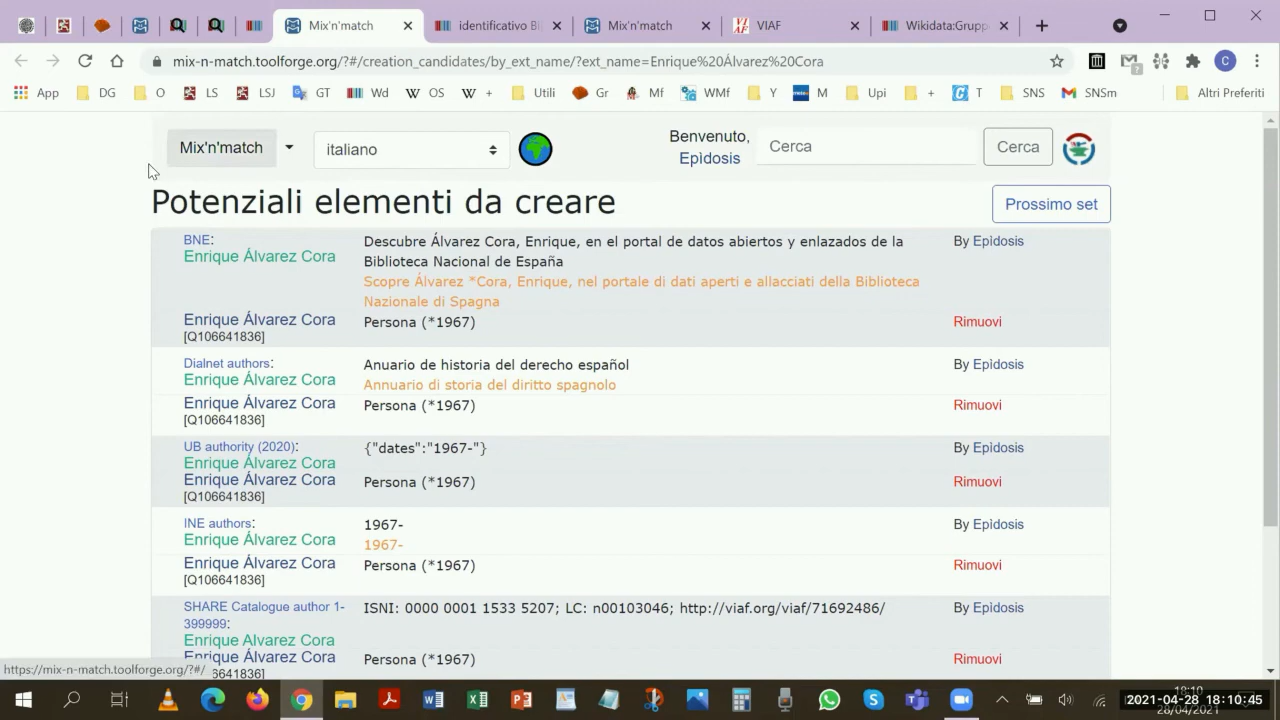 Mix'n'match
identificativo Bi
Mix'n'match
VIAF
Wikidata:Grupp
mix-n-match.toolforge.org/?#/creation_candidates/by_ext_name/?ext_name=Enrique%20Álvarez%20Cora
C
App
DG
O
LS
LSJ
GT
Wd
OS
+
Utili
Gr
Mf
WMf
Y
M
Upi
+
T
SNS
SNSm
Altri Preferiti
Mix'n'match
italiano
Benvenuto,
Epìdosis
Cerca
Cerca
Potenziali elementi da creare
Prossimo set
BNE:
Enrique Álvarez Cora
Descubre Álvarez Cora, Enrique, en el portal de datos abiertos y enlazados de la
Biblioteca Nacional de España
Scopre Álvarez *Cora, Enrique, nel portale di dati aperti e allacciati della Biblioteca
Nazionale di Spagna
By Epìdosis
Enrique Álvarez Cora
[Q106641836]
Persona (*1967)
Rimuovi
Dialnet authors:
Enrique Álvarez Cora
Anuario de historia del derecho español
Annuario di storia del diritto spagnolo
By Epìdosis
Enrique Álvarez Cora
[Q106641836]
Persona (*1967)
Rimuovi
UB authority (2020):
Enrique Álvarez Cora
{"dates":"1967-"}
By Epìdosis
Enrique Álvarez Cora
[Q106641836]
Persona (*1967)
Rimuovi
INE authors:
Enrique Álvarez Cora
1967-
1967-
By Epìdosis
Enrique Álvarez Cora
[Q106641836]
Persona (*1967)
Rimuovi
SHARE Catalogue author 1-
399999:
Enrique Álvarez Cora
ISNI: 0000 0001 1533 5207; LC: n00103046; http://viaf.org/viaf/71692486/
By Epìdosis
Enrique Álvarez Cora
Persona (*1967)
Rimuovi
https://mix-n-match.toolforge.org/?#/
6641836]
18:10
28/04/2021
2021-04-28 18:10:45